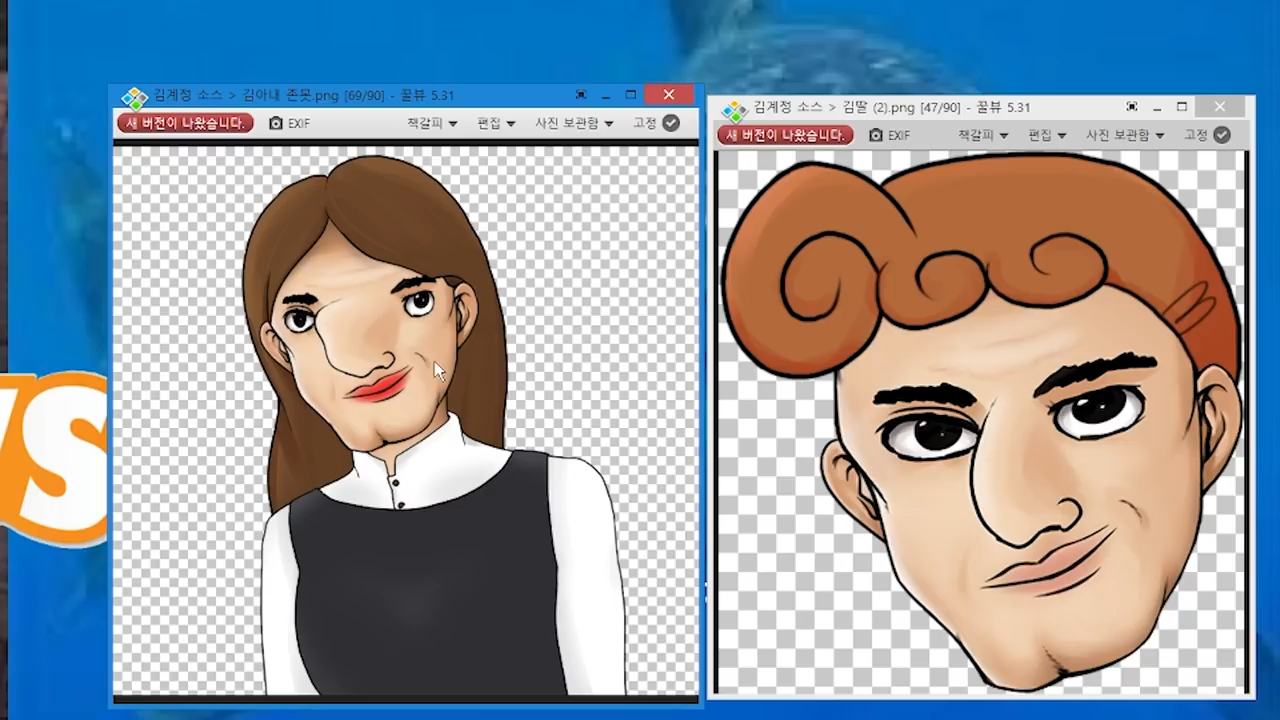 김계정 소스 > 김아내 존못.png [69/90] - 꿀뷰 5.31
새 버전이 나왔습니다. EXIF 책갈피 편집 사진 보관함 고정
김계정 소스 > 김딸 (2).png [47/90] - 꿀뷰 5.31
새 버전이 나왔습니다. EXIF 책갈피 편집 사진 보관함 고정
VS